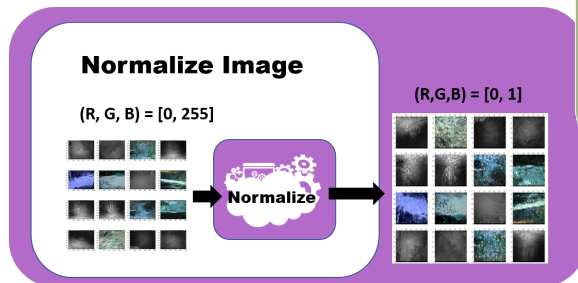 Normalize Image
(R, G, B) = [0, 255]
(R,G,B) = [0, 1]
Normalize